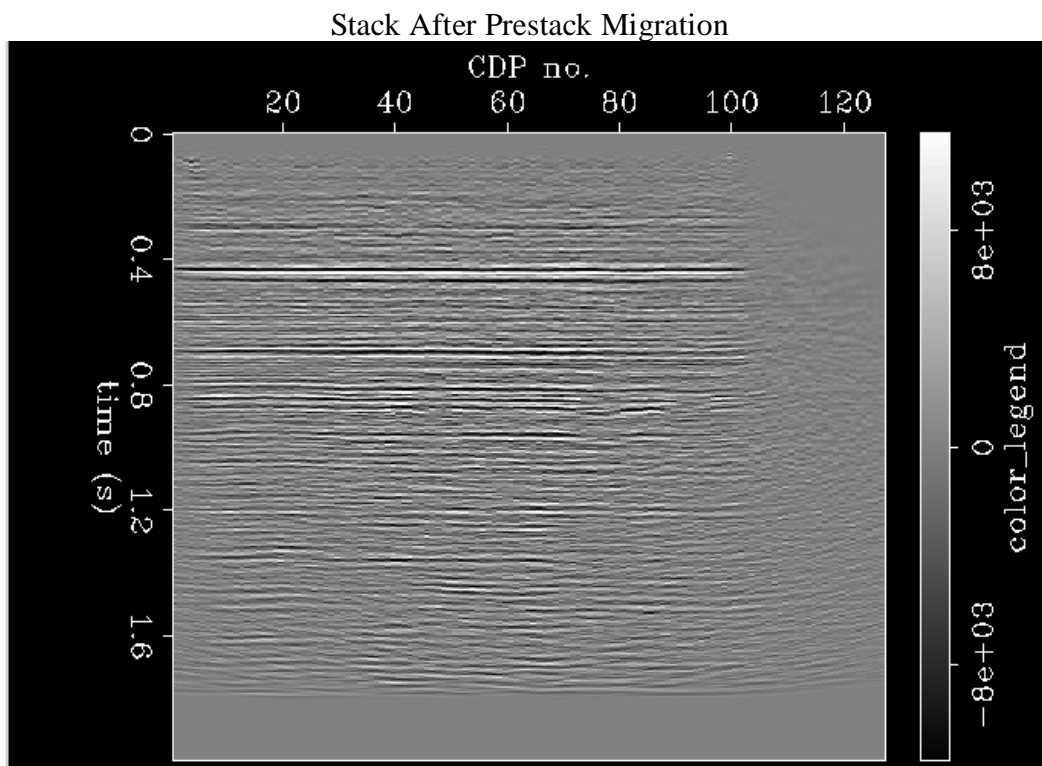 Stack After Prestack Migration
CDP no.
20 40 60 80 100 120
0
0.4
0.8
1.2
1.6
time (s)
8e+03
0
−8e+03
color_legend